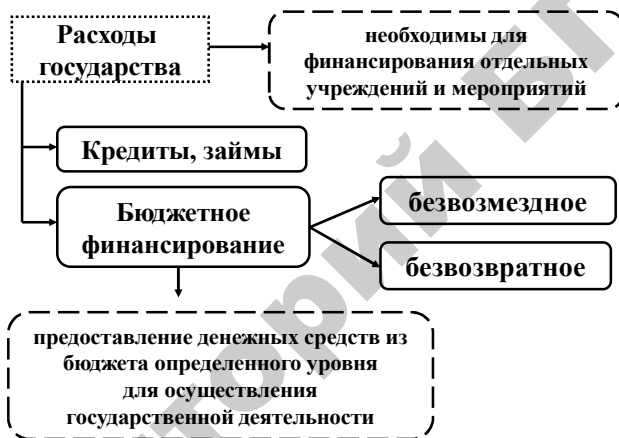 Расходы
государства
необходимы для
финансирования отдельных
учреждений и мероприятий
Кредиты, займы
Бюджетное
финансирование
безвозмездное
безвозвратное
предоставление денежных средств из
бюджета определенного уровня
для осуществления
государственной деятельности